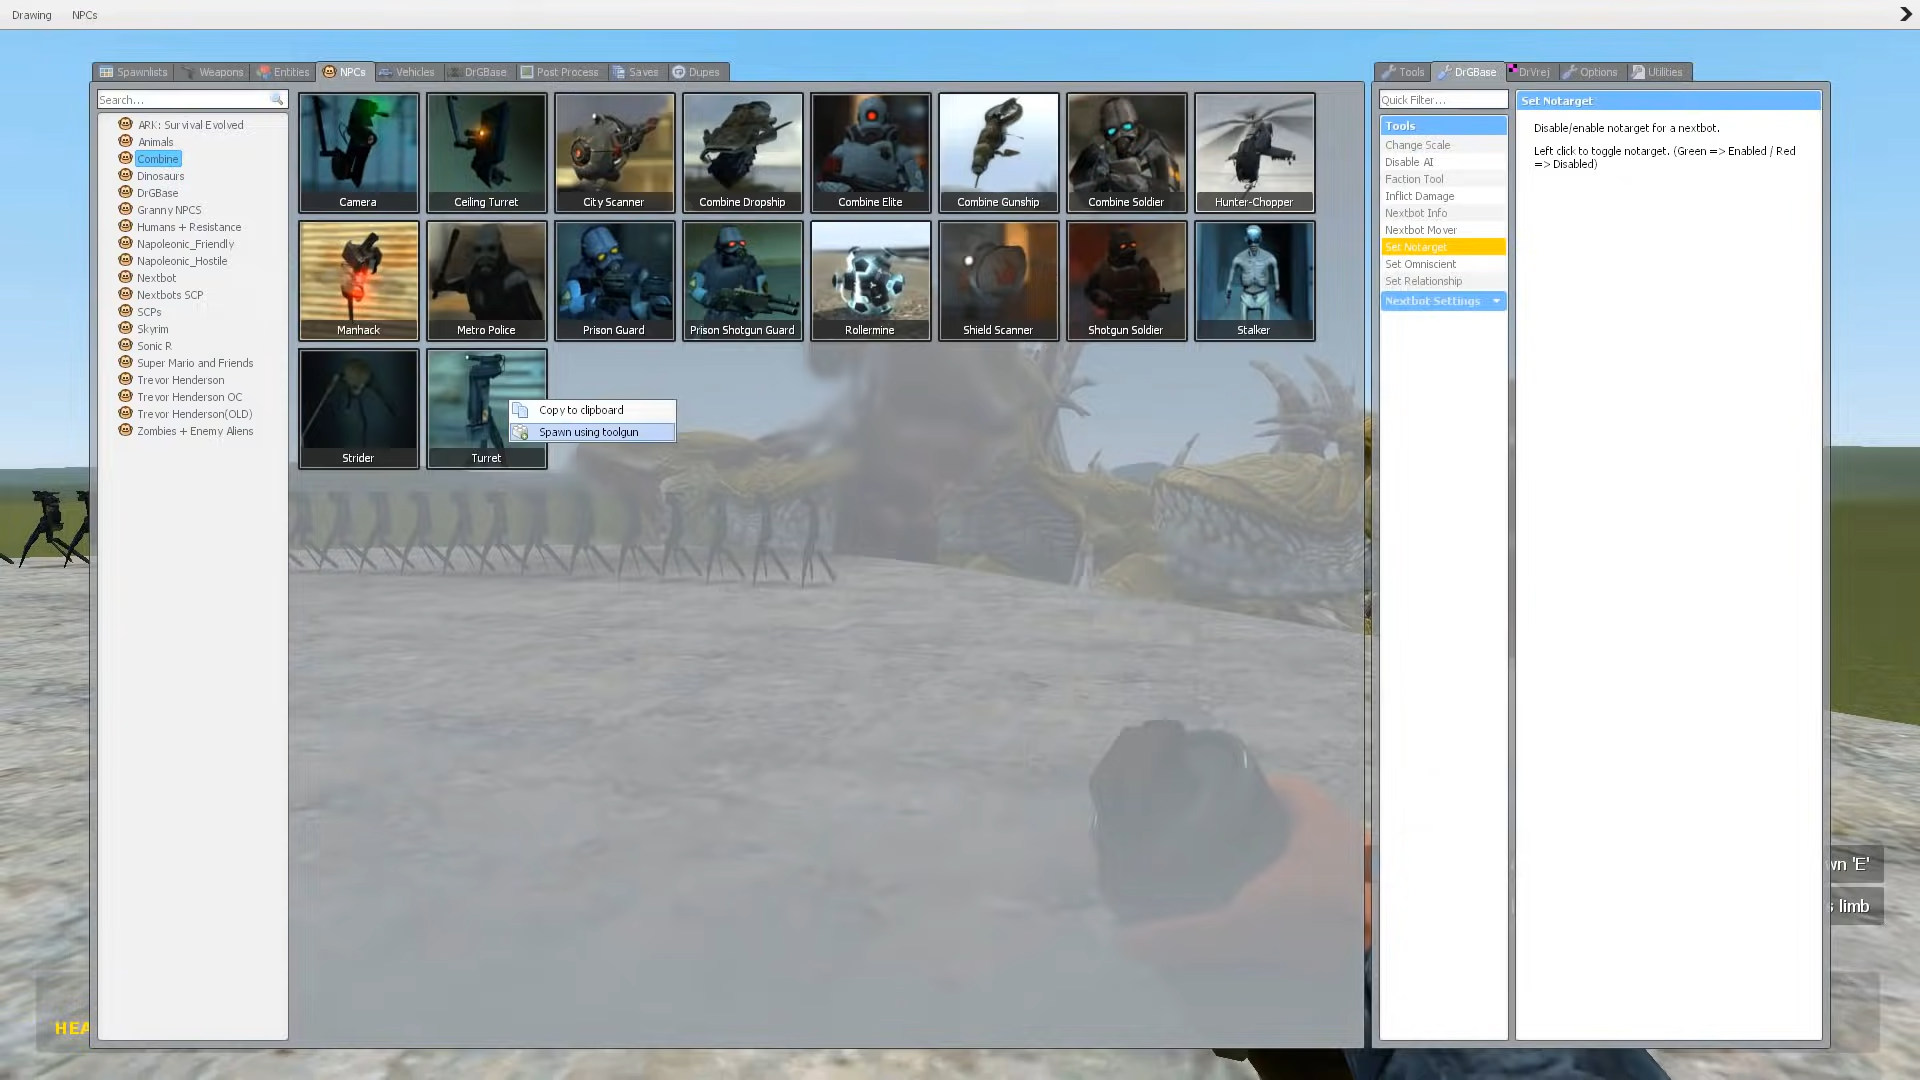 Drawing NPCs
Spawnlists Weapons Entities NPCs Vehicles DrGBase Post Process Saves Dupes
Tools DrGBase DrVrej Options Utilities
Search...
ARK: Survival Evolved
Animals
Combine
Dinosaurs
DrGBase
Granny NPCS
Humans + Resistance
Napoleonic_Friendly
Napoleonic_Hostile
Nextbot
Nextbots SCP
SCPs
Skyrim
Sonic R
Super Mario and Friends
Trevor Henderson
Trevor Henderson OC
Trevor Henderson(OLD)
Zombies + Enemy Aliens
Camera Ceiling Turret City Scanner Combine Dropship Combine Elite Combine Gunship Combine Soldier Hunter-Chopper
Manhack Metro Police Prison Guard Prison Shotgun Guard Rollermine Shield Scanner Shotgun Soldier Stalker
Strider Turret
Copy to clipboard
Spawn using toolgun
Quick Filter...
Tools
Change Scale
Disable AI
Faction Tool
Inflict Damage
Nextbot Info
Nextbot Mover
Set Notarget
Set Omniscient
Set Relationship
Nextbot Settings
Set Notarget
Disable/enable notarget for a nextbot.
Left click to toggle notarget. (Green => Enabled / Red
=> Disabled)
wn 'E'
s limb
HEA